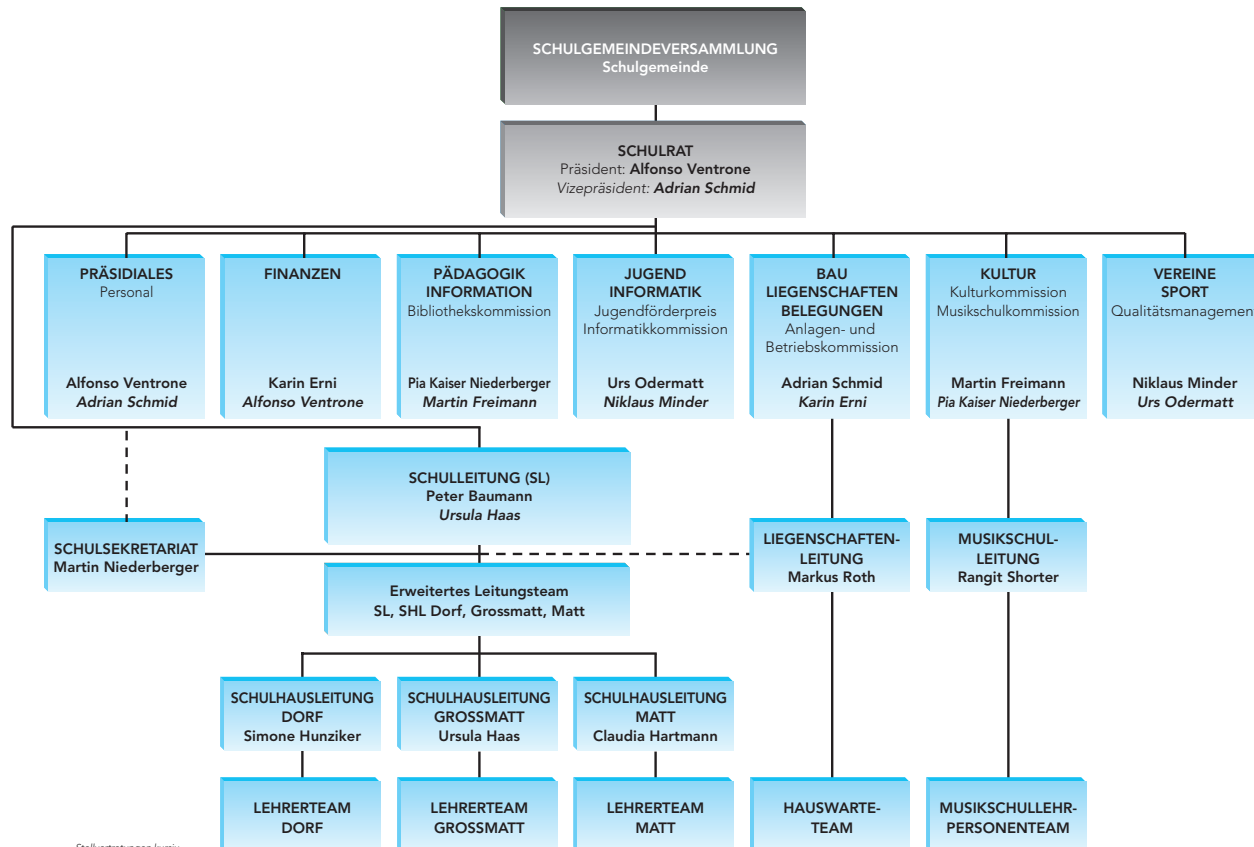 SCHULGEMEINDEVERSAMMLUNG
Schulgemeinde
SCHULRAT
Präsident: Alfonso Ventrone
Vizepräsident: Adrian Schmid
PRÄSIDIALES
Personal
Alfonso Ventrone
Adrian Schmid
FINANZEN
Karin Erni
Alfonso Ventrone
PÄDAGOGIK
INFORMATION
Bibliothekskommission
Pia Kaiser Niederberger
Martin Freimann
JUGEND
INFORMATIK
Jugendförderpreis
Informatikkommission
Urs Odermatt
Niklaus Minder
BAU
LIEGENSCHAFTEN
BELEGUNGEN
Anlagen- und
Betriebskommission
Adrian Schmid
Karin Erni
KULTUR
Kulturkommission
Musikschulkommission
Martin Freimann
Pia Kaiser Niederberger
VEREINE
SPORT
Qualitätsmanagement
Niklaus Minder
Urs Odermatt
SCHULLEITUNG (SL)
Peter Baumann
Ursula Haas
SCHULSEKRETARIAT
Martin Niederberger
LIEGENSCHAFTEN-
LEITUNG
Markus Roth
MUSIKSCHUL-
LEITUNG
Rangit Shorter
Erweitertes Leitungsteam
SL, SHL Dorf, Grossmatt, Matt
SCHULHAUSLEITUNG
DORF
Simone Hunziker
SCHULHAUSLEITUNG
GROSSMATT
Ursula Haas
SCHULHAUSLEITUNG
MATT
Claudia Hartmann
LEHRERTEAM
DORF
LEHRERTEAM
GROSSMATT
LEHRERTEAM
MATT
HAUSWARTE-
TEAM
MUSIKSCHULLEHR-
PERSONENTEAM
Stellvertretungen kursiv